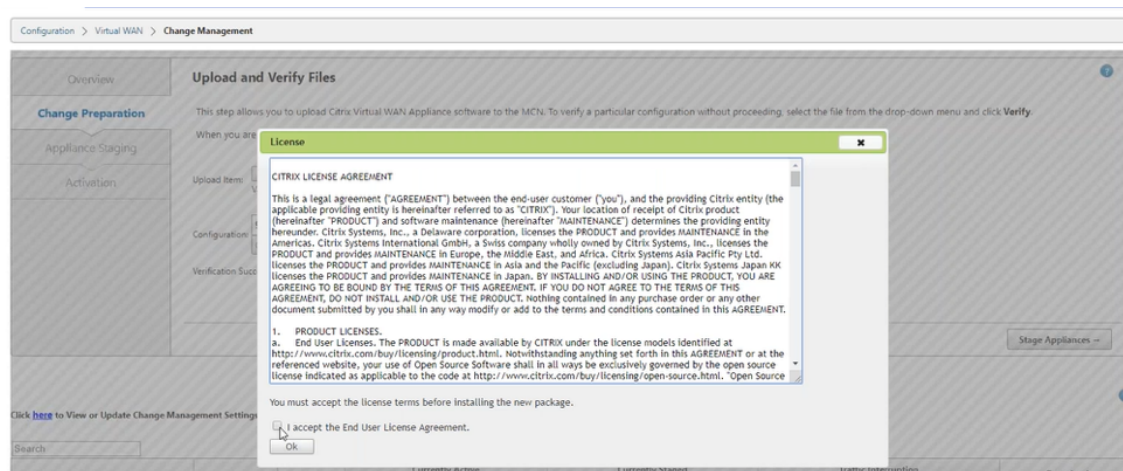 Configuration > Virtual WAN > Change Management
Overview
Change Preparation
Appliance Staging
Activation
Upload and Verify Files
This step allows you to upload Citrix Virtual WAN Appliance software to the MCN. To verify a particular configuration without proceeding, select the file from the drop-down menu and click Verify.
When you are
Upload Item:
Configuration:
Verification Succ
License
CITRIX LICENSE AGREEMENT
This is a legal agreement ("AGREEMENT") between the end-user customer ("you"), and the providing Citrix entity (the
applicable providing entity is hereinafter referred to as "CITRIX"). Your location of receipt of Citrix product
(hereinafter "PRODUCT") and software maintenance (hereinafter "MAINTENANCE") determines the providing entity
hereunder. Citrix Systems, Inc., a Delaware corporation, licenses the PRODUCT and provides MAINTENANCE in the
Americas. Citrix Systems International GmbH, a Swiss company wholly owned by Citrix Systems, Inc., licenses the
PRODUCT and provides MAINTENANCE in Europe, the Middle East, and Africa. Citrix Systems Asia Pacific Pty Ltd.
licenses the PRODUCT and provides MAINTENANCE in Asia and the Pacific (excluding Japan). Citrix Systems Japan KK
licenses the PRODUCT and provides MAINTENANCE in Japan. BY INSTALLING AND/OR USING THE PRODUCT, YOU ARE
AGREEING TO BE BOUND BY THE TERMS OF THIS AGREEMENT. IF YOU DO NOT AGREE TO THE TERMS OF THIS
AGREEMENT, DO NOT INSTALL AND/OR USE THE PRODUCT. Nothing contained in any purchase order or any other
document submitted by you shall in any way modify or add to the terms and conditions contained in this AGREEMENT.
1. PRODUCT LICENSES.
a. End User Licenses. The PRODUCT is made available by CITRIX under the license models identified at
http://www.citrix.com/buy/licensing/product.html. Notwithstanding anything set forth in this AGREEMENT or at the
referenced website, your use of Open Source Software shall in all ways be exclusively governed by the open source
license indicated as applicable to the code at http://www.citrix.com/buy/licensing/open-source.html. "Open Source
You must accept the license terms before installing the new package.
I accept the End User License Agreement.
Ok
Stage Appliances →
Click here to View or Update Change Management Settings
Search
Currently Active
Currently Staged
Traffic Interruption